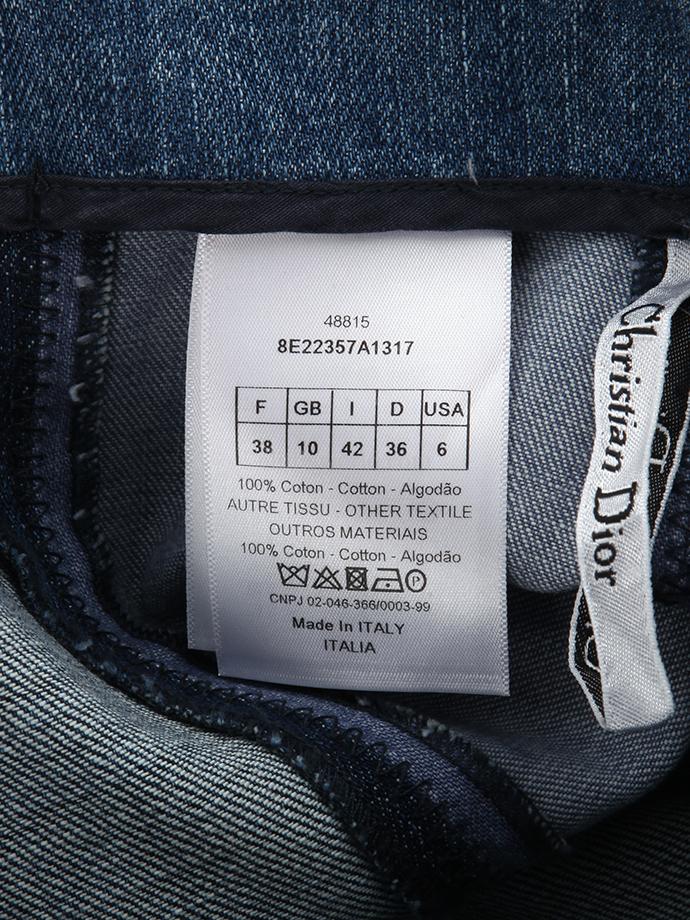 48815
8E22357A1317
F GB I D USA
38 10 42 36 6
100% Coton - Cotton - Algodão
AUTRE TISSU - OTHER TEXTILE
OUTROS MATERIAIS
100% Coton - Cotton - Algodão
P
CNPJ 02-046-366/0003-99
Made In ITALY
ITALIA
Christian Dior